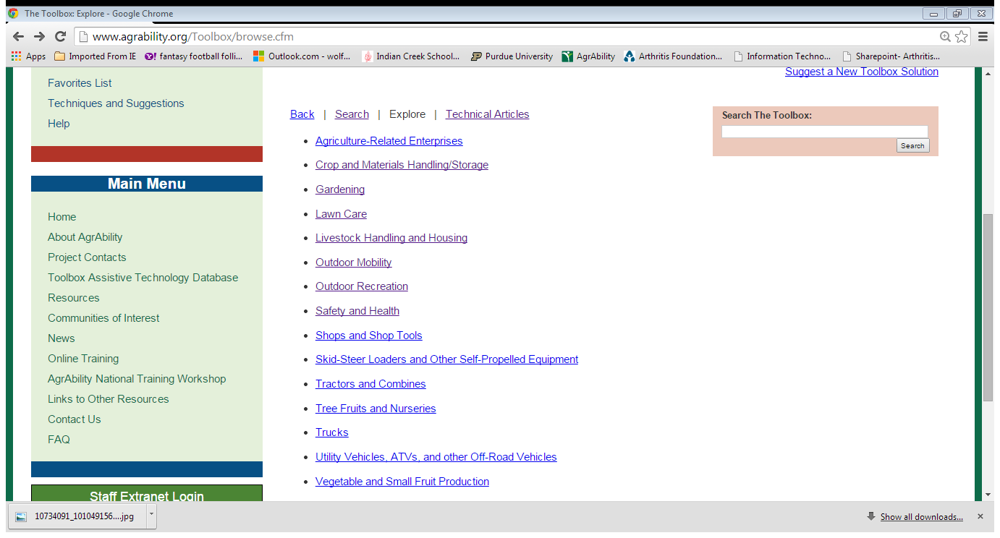 The Toolbox: Explore - Google Chrome
www.agrability.org/Toolbox/browse.cfm
Apps Imported From IE fantasy football folli... Outlook.com - wolf... Indian Creek School... Purdue University AgrAbility Arthritis Foundation... Information Techno... Sharepoint- Arthritis...
Suggest a New Toolbox Solution
Favorites List
Techniques and Suggestions
Help
Main Menu
Home
About AgrAbility
Project Contacts
Toolbox Assistive Technology Database
Resources
Communities of Interest
News
Online Training
AgrAbility National Training Workshop
Links to Other Resources
Contact Us
FAQ
Staff Extranet Login
Back | Search | Explore | Technical Articles
• Agriculture-Related Enterprises
• Crop and Materials Handling/Storage
• Gardening
• Lawn Care
• Livestock Handling and Housing
• Outdoor Mobility
• Outdoor Recreation
• Safety and Health
• Shops and Shop Tools
• Skid-Steer Loaders and Other Self-Propelled Equipment
• Tractors and Combines
• Tree Fruits and Nurseries
• Trucks
• Utility Vehicles, ATVs, and other Off-Road Vehicles
• Vegetable and Small Fruit Production
Search The Toolbox:
Search
10734091_101049156....jpg
Show all downloads...